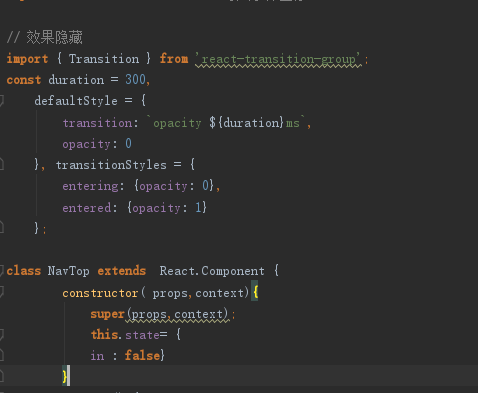 // 效果隐藏
import { Transition } from 'react-transition-group';
const duration = 300,
defaultStyle = {
transition: `opacity ${duration}ms`,
opacity: 0
}, transitionStyles = {
entering: {opacity: 0},
entered: {opacity: 1}
};
class NavTop extends  React.Component {
constructor( props,context){
super(props,context);
this.state= {
in : false}
}